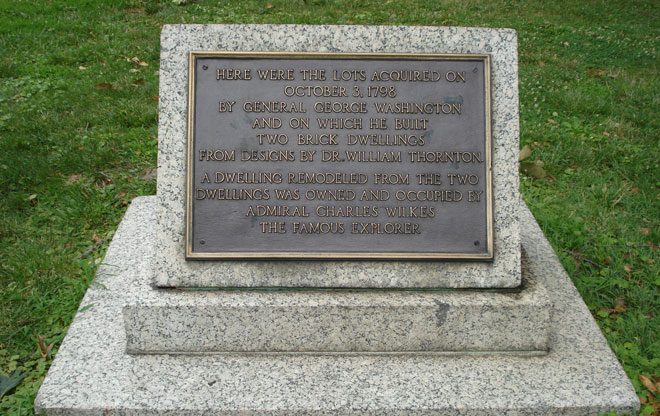 HERE WERE THE LOTS ACQUIRED ON
OCTOBER 3, 1798
BY GENERAL GEORGE WASHINGTON
AND ON WHICH HE BUILT
TWO BRICK DWELLINGS
FROM DESIGNS BY DR. WILLIAM THORNTON.
A DWELLING REMODELED FROM THE TWO
DWELLINGS WAS OWNED AND OCCUPIED BY
ADMIRAL CHARLES WILKES
THE FAMOUS EXPLORER